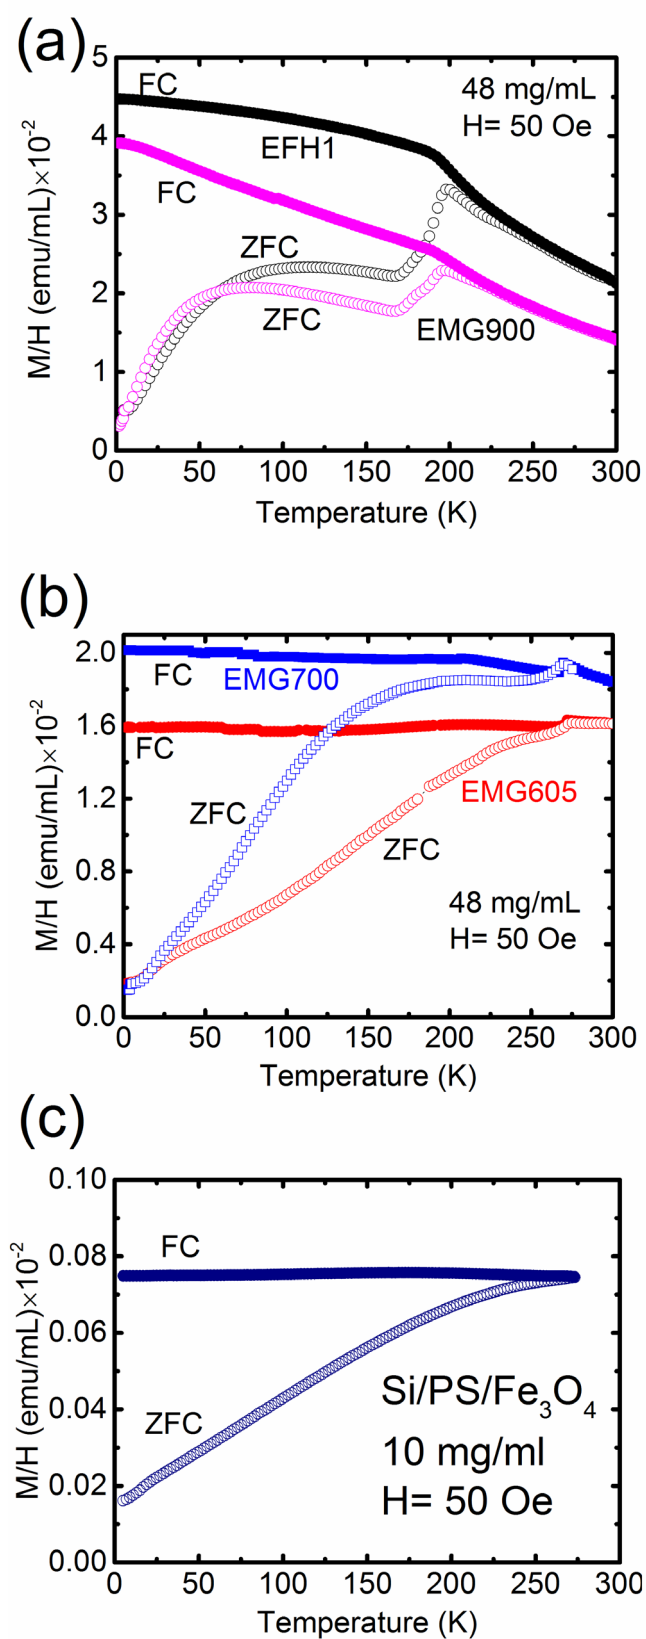 (a)
5
4
3
2
1
0
M/H (emu/mL)×10⁻²
FC
48 mg/mL
H= 50 Oe
EFH1
FC
ZFC
ZFC
EMG900
0 50 100 150 200 250 300
Temperature (K)
(b)
2.0
1.6
1.2
0.8
0.4
0.0
M/H (emu/mL)×10⁻²
FC
EMG700
FC
EMG605
ZFC
ZFC
48 mg/mL
H= 50 Oe
0 50 100 150 200 250 300
Temperature (K)
(c)
0.10
0.08
0.06
0.04
0.02
0.00
M/H (emu/mL)×10⁻²
FC
ZFC
Si/PS/Fe₃O₄
10 mg/ml
H= 50 Oe
0 50 100 150 200 250 300
Temperature (K)